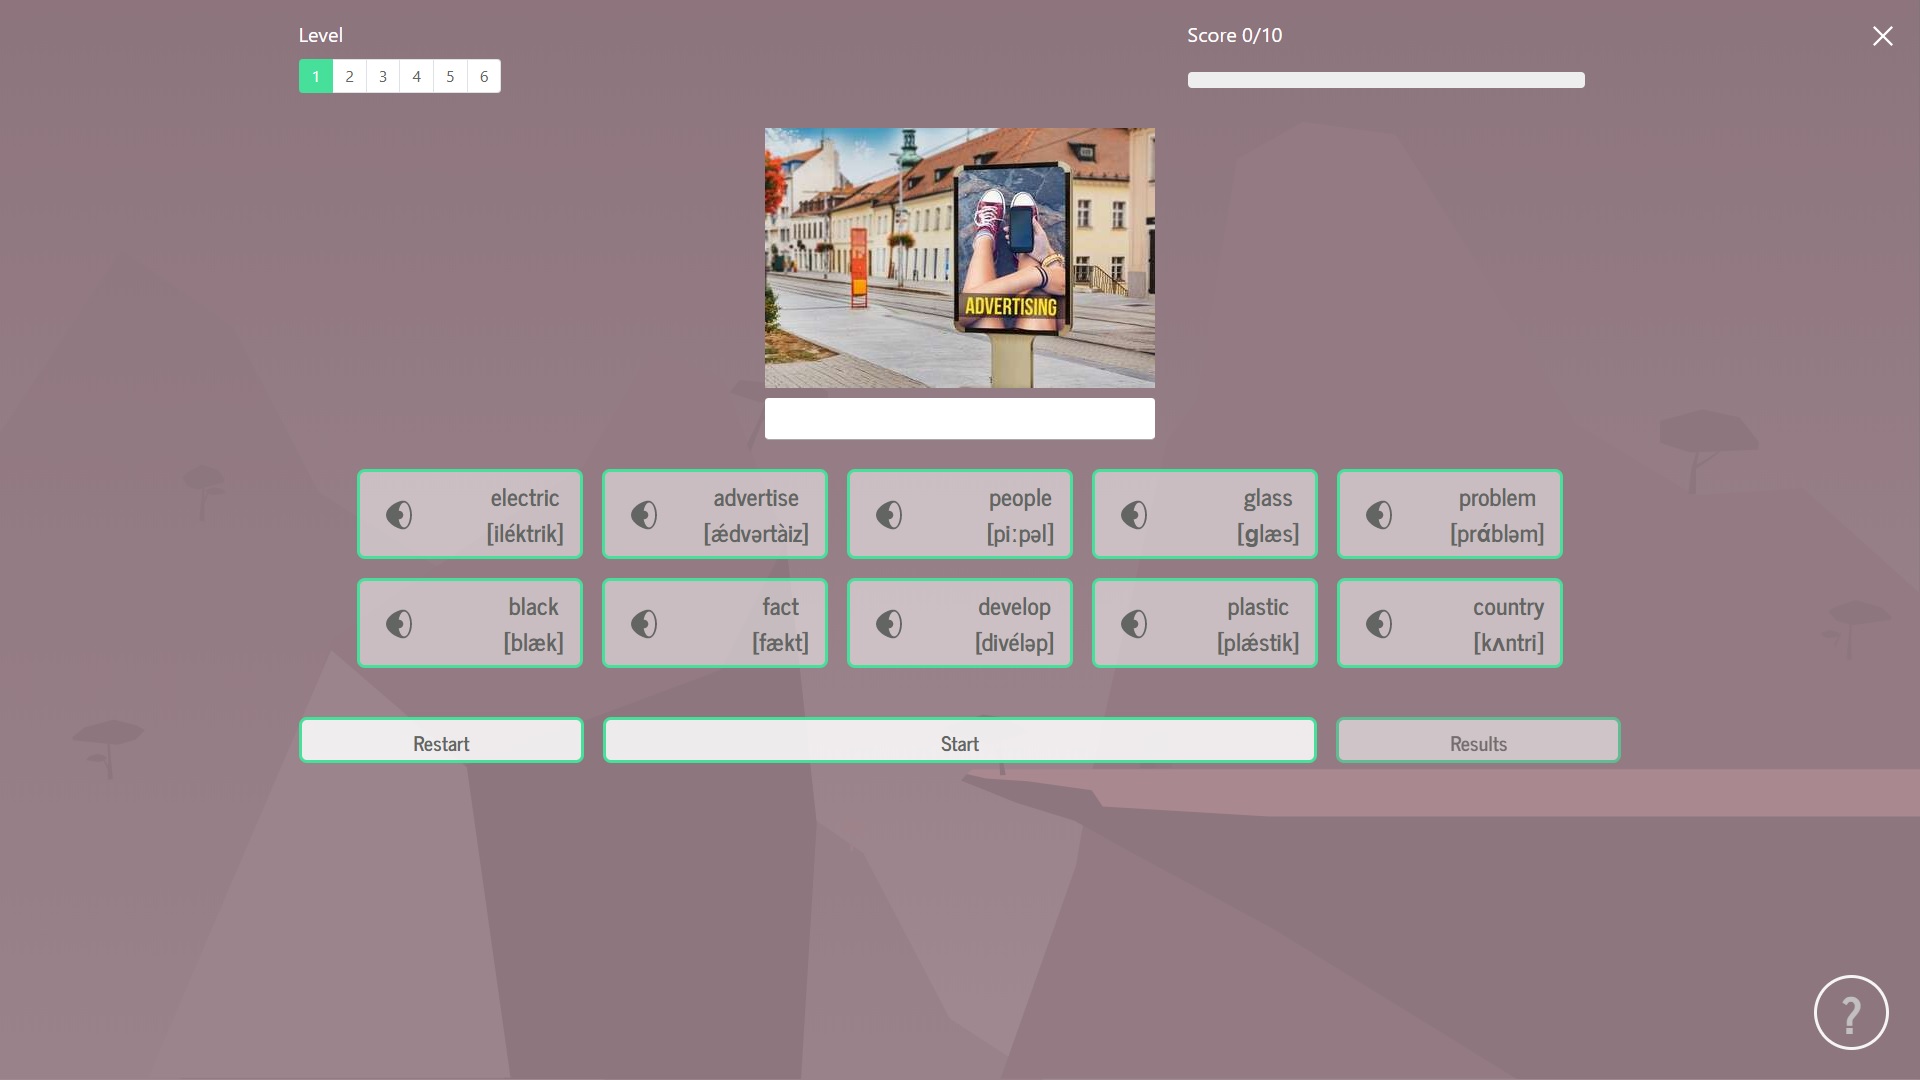 Level
Score 0/10
1 2 3 4 5 6
ADVERTISING
electric
[iléktrik]
advertise
[ǽdvərtàiz]
people
[piːpəl]
glass
[glæs]
problem
[prάbləm]
black
[blæk]
fact
[fækt]
develop
[divéləp]
plastic
[plǽstik]
country
[kʌntri]
Restart
Start
Results
?